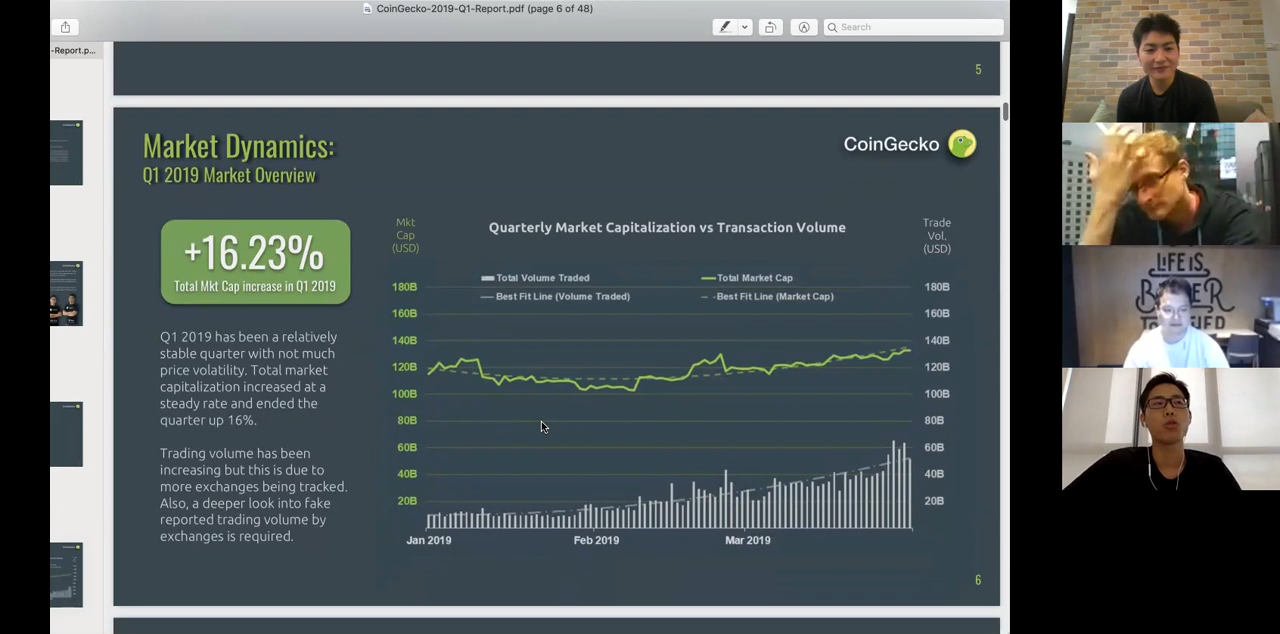 CoinGecko-2019-Q1-Report.pdf (page 6 of 48)
Search
-Report.p...
5
Market Dynamics:
Q1 2019 Market Overview
CoinGecko
+16.23%
Total Mkt Cap increase in Q1 2019
Q1 2019 has been a relatively
stable quarter with not much
price volatility. Total market
capitalization increased at a
steady rate and ended the
quarter up 16%.
Trading volume has been
increasing but this is due to
more exchanges being tracked.
Also, a deeper look into fake
reported trading volume by
exchanges is required.
Mkt
Cap
(USD)
Quarterly Market Capitalization vs Transaction Volume
Trade
Vol.
(USD)
Total Volume Traded
Total Market Cap
Best Fit Line (Volume Traded)
Best Fit Line (Market Cap)
180B
180B
160B
160B
140B
140B
120B
120B
100B
100B
80B
80B
60B
60B
40B
40B
20B
20B
Jan 2019
Feb 2019
Mar 2019
6
LIFE IS